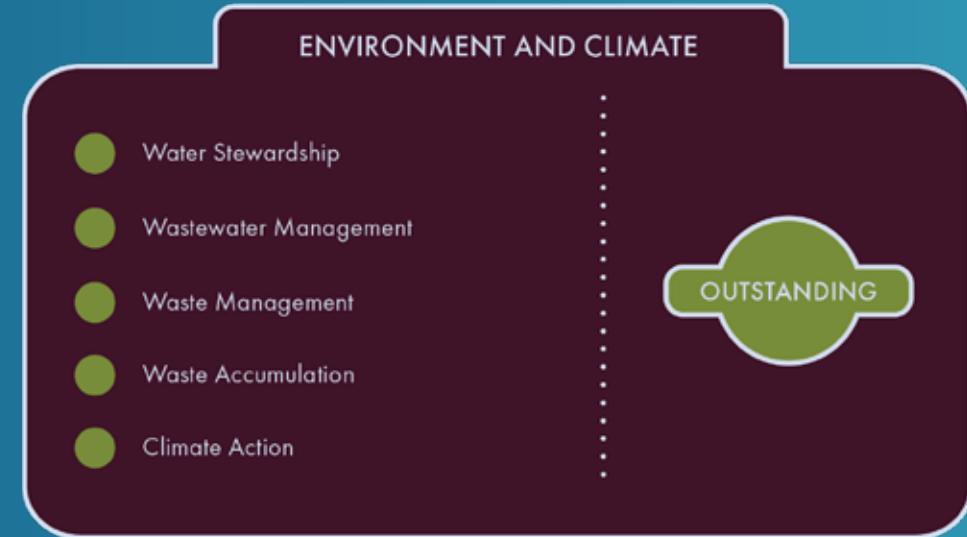 ENVIRONMENT AND CLIMATE
Water Stewardship
Wastewater Management
Waste Management
Waste Accumulation
Climate Action
OUTSTANDING